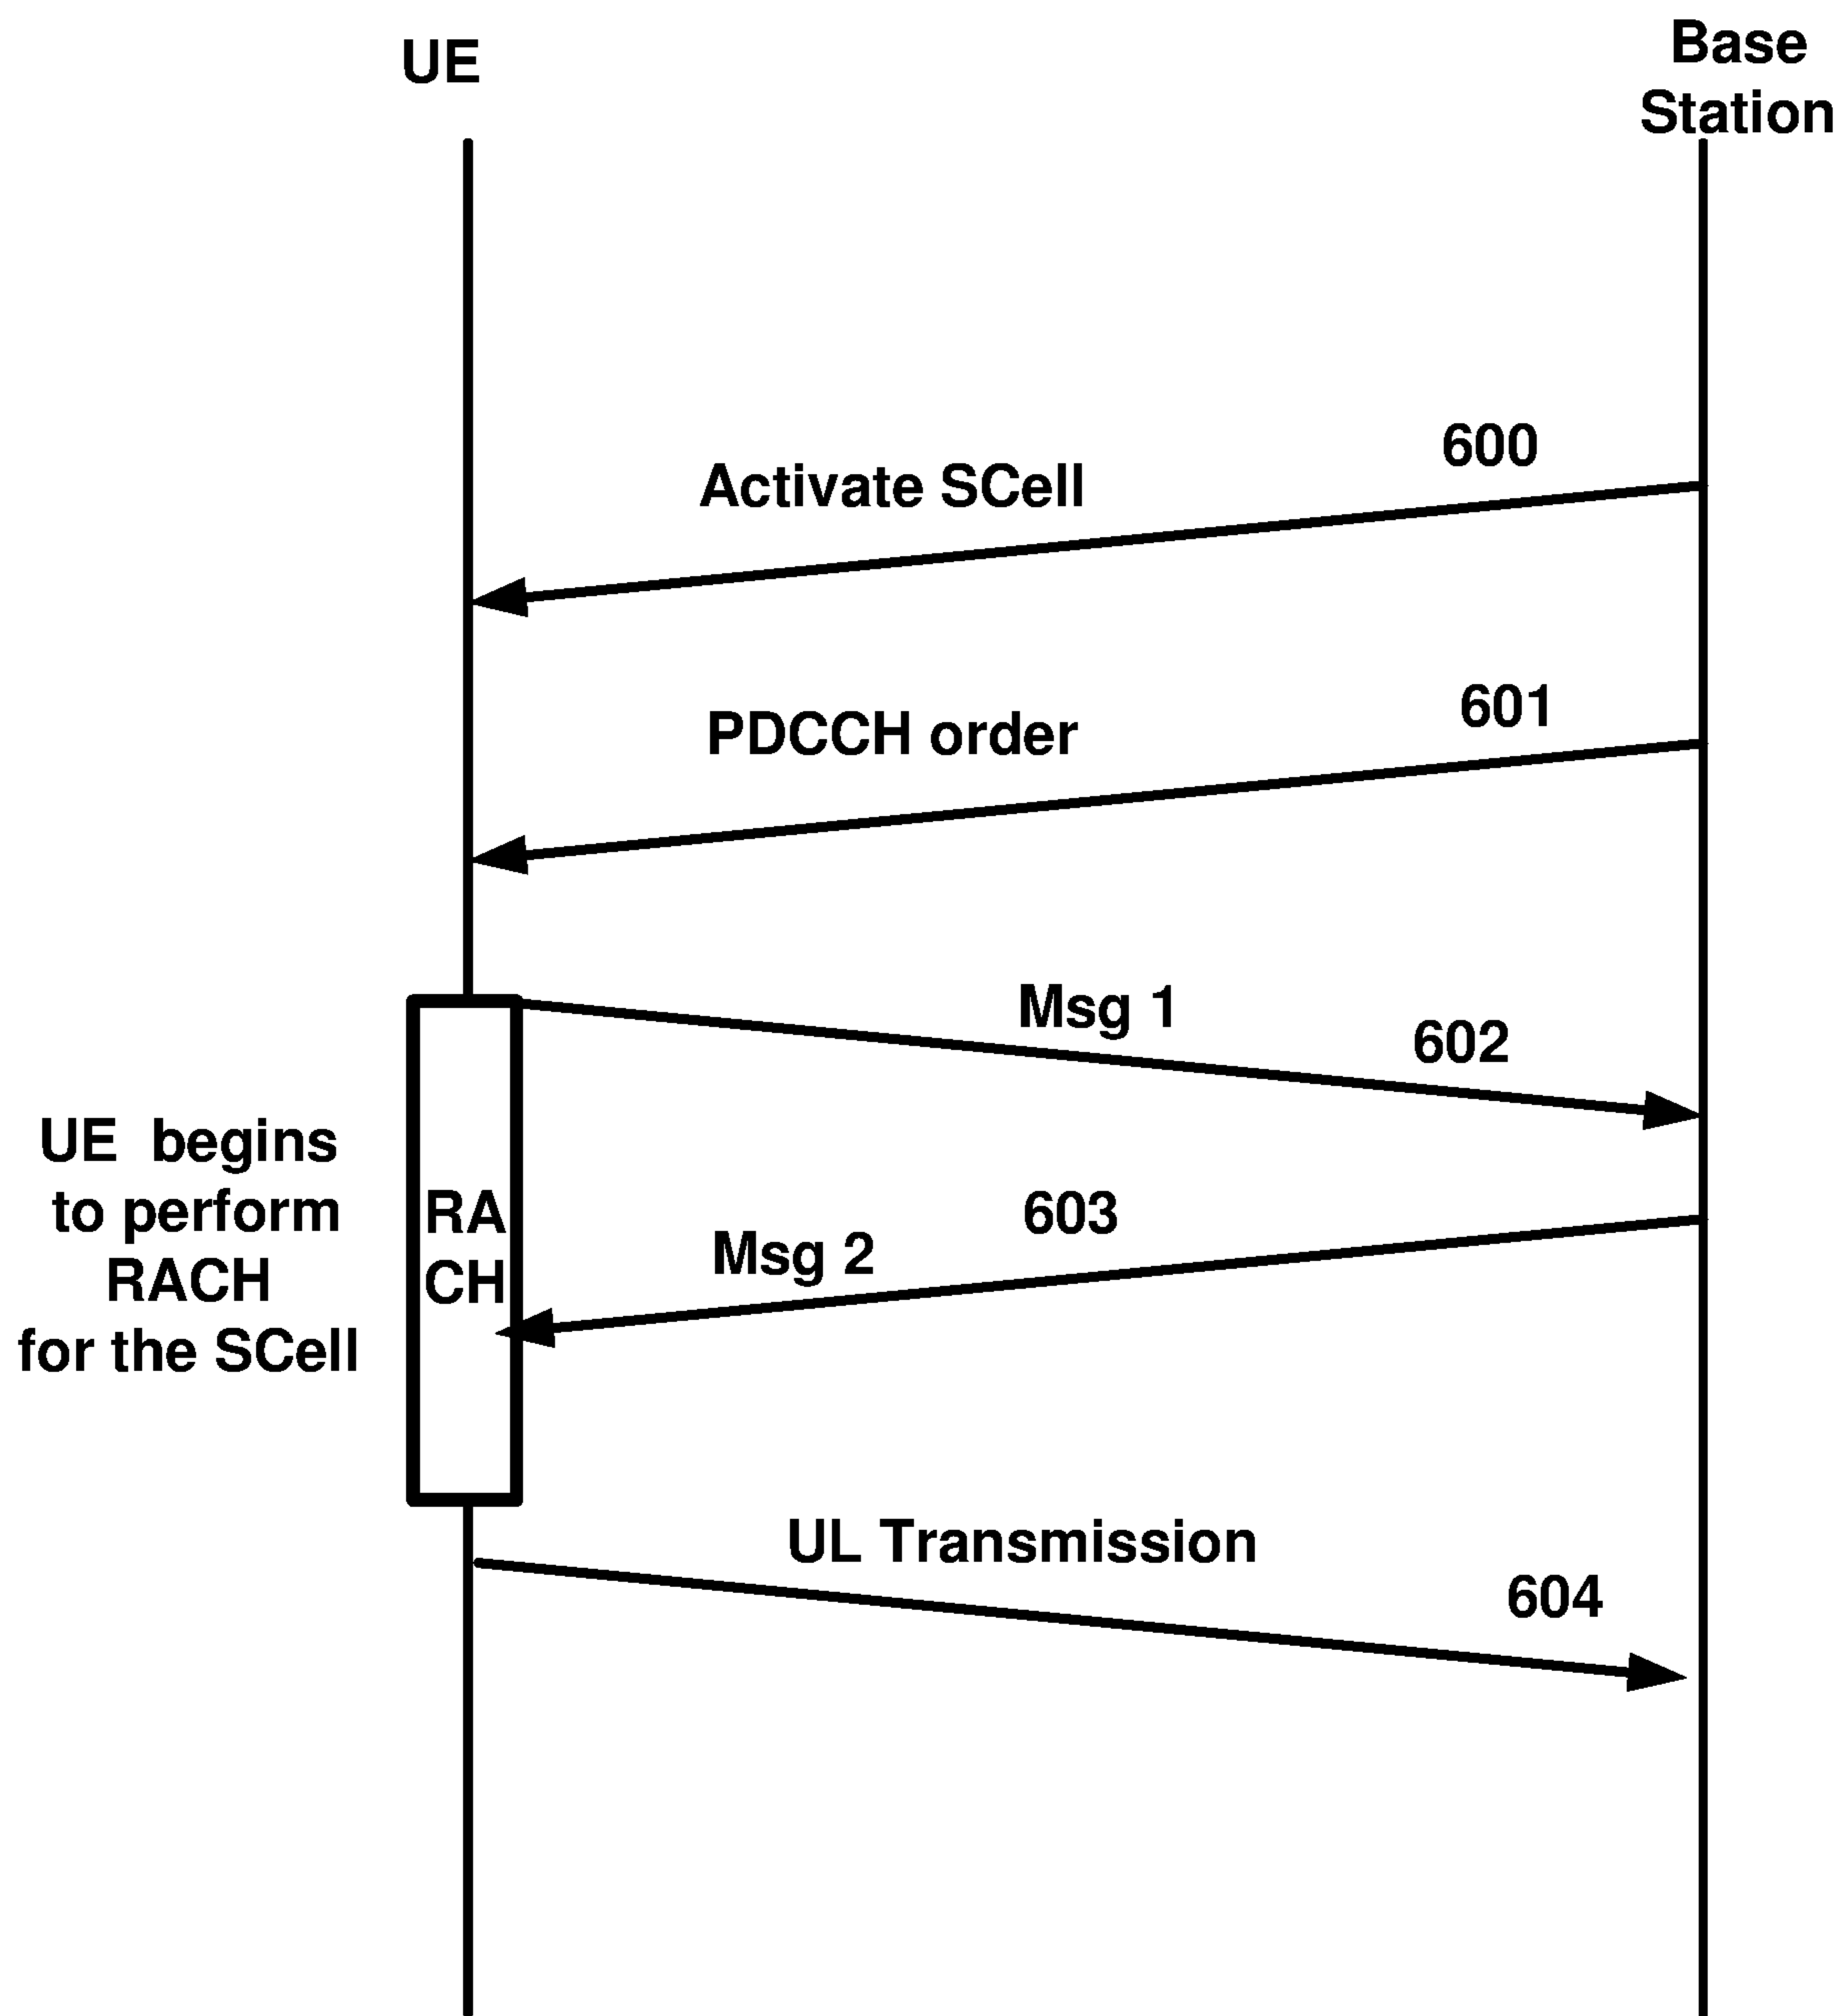 UE
Base
Station
600
Activate SCell
601
PDCCH order
Msg 1
602
UE begins
to perform
RACH
for the SCell
RA
CH
603
Msg 2
UL Transmission
604